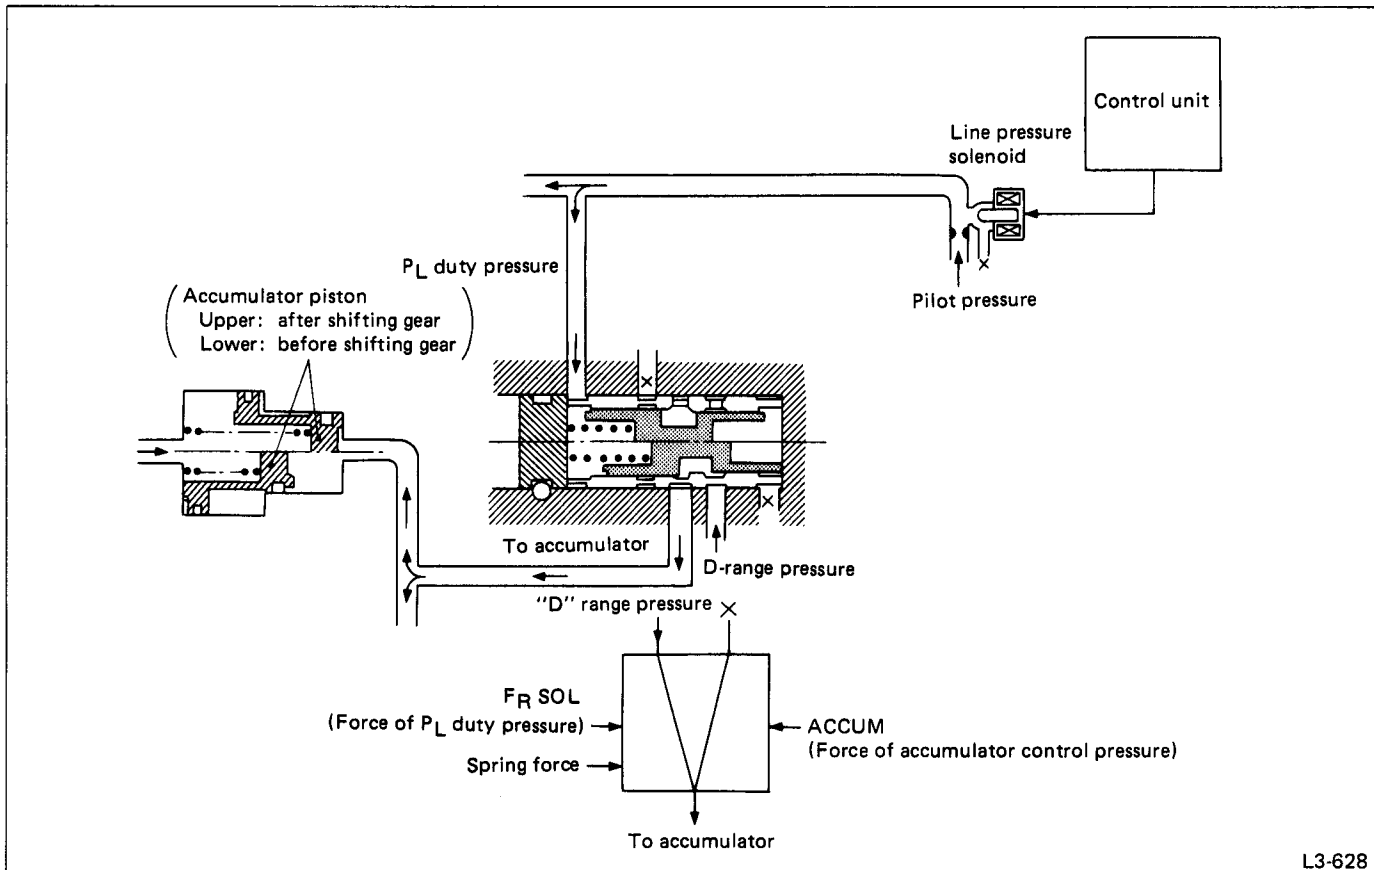 Control unit
Line pressure
solenoid
PL duty pressure
Pilot pressure
Accumulator piston
Upper: after shifting gear
Lower: before shifting gear
To accumulator
D-range pressure
"D" range pressure
FR SOL
(Force of PL duty pressure)
Spring force
ACCUM
(Force of accumulator control pressure)
To accumulator
L3-628